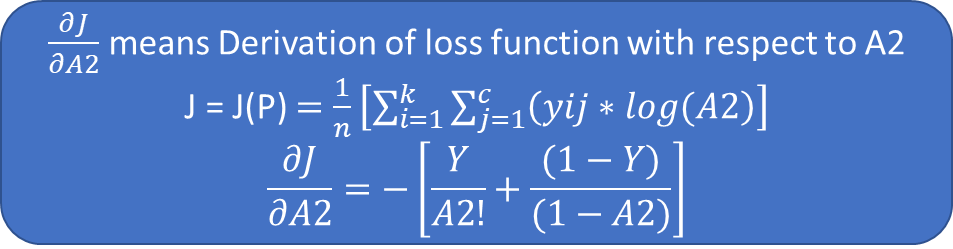 ∂J/∂A2 means Derivation of loss function with respect to A2
J = J(P) = 1/n [∑_{i=1}^{k} ∑_{j=1}^{c} (yij * log(A2)]
∂J/∂A2 = −[Y/A2! + (1 − Y)/(1 − A2)]